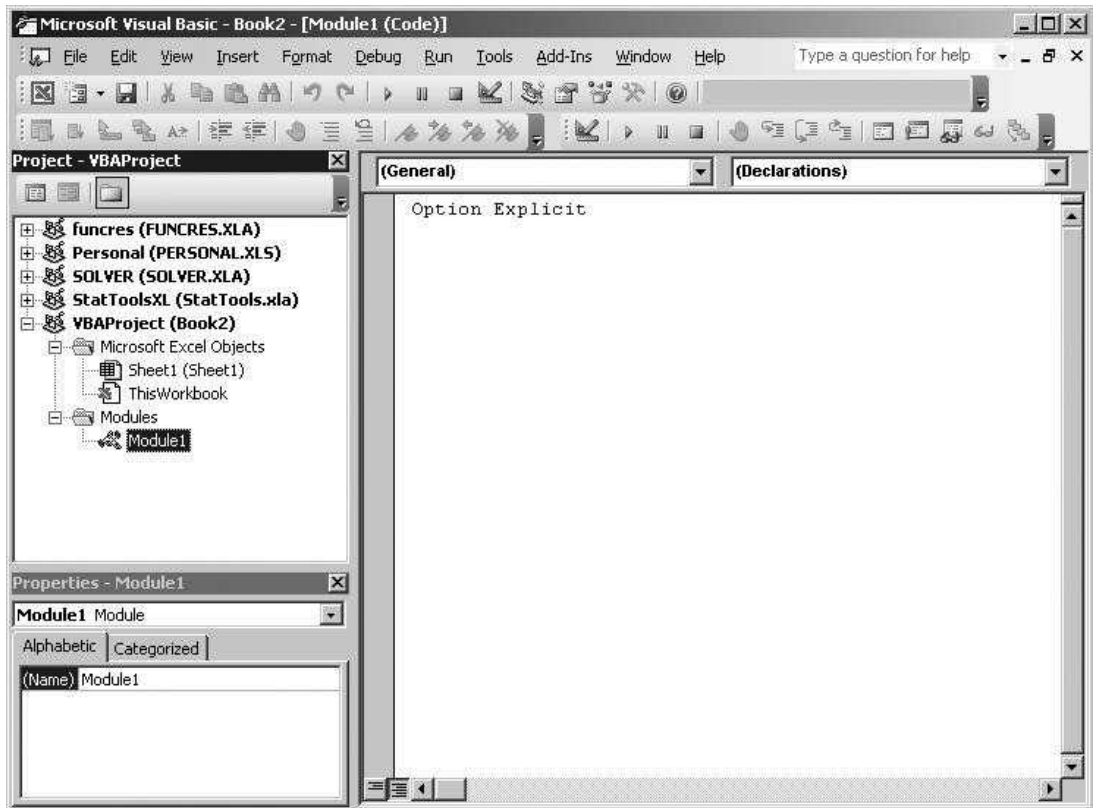 Microsoft Visual Basic - Book2 - [Module1 (Code)]
File Edit View Insert Format Debug Run Tools Add-Ins Window Help Type a question for help
Project - VBAProject
(General) (Declarations)
Option Explicit
funcres (FUNCRES.XLA)
Personal (PERSONAL.XLS)
SOLVER (SOLVER.XLA)
StatToolsXL (StatTools.xla)
VBAProject (Book2)
Microsoft Excel Objects
Sheet1 (Sheet1)
ThisWorkbook
Modules
Module1
Properties - Module1
Module1 Module
Alphabetic Categorized
(Name) Module1